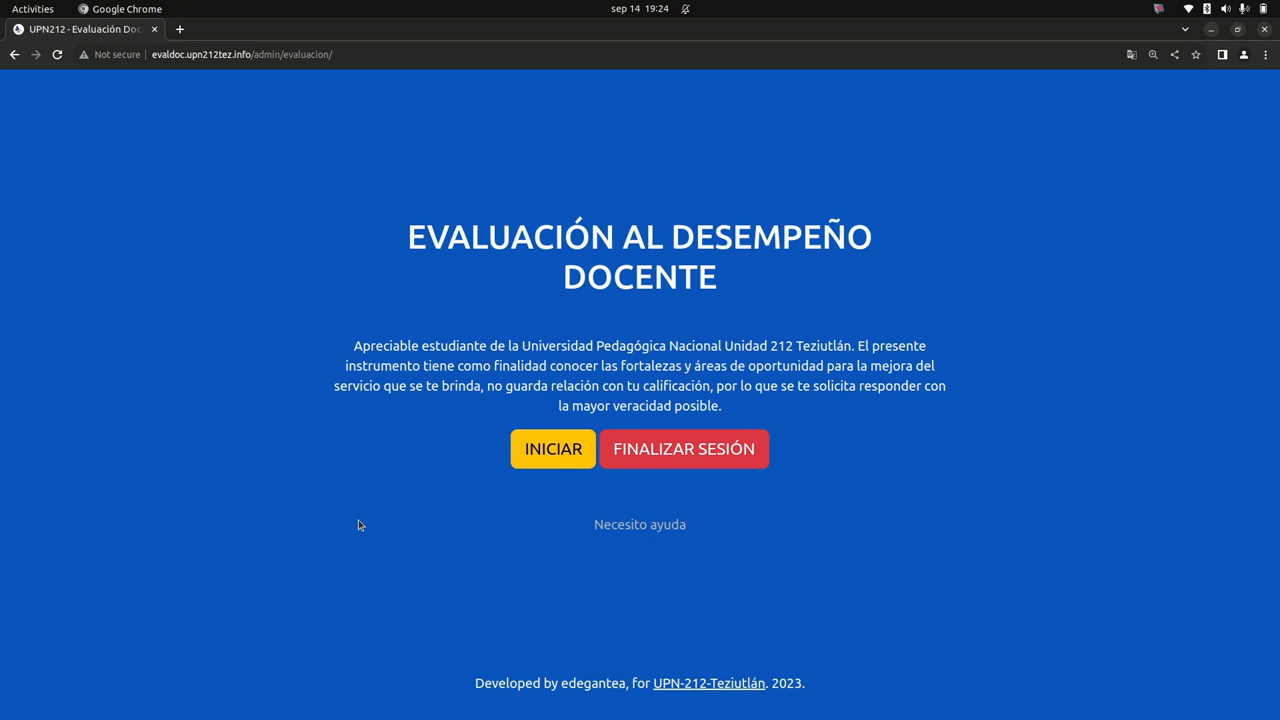 Activities
Google Chrome
sep 14 19:24
UPN212 - Evaluación Doc
Not secure
evaldoc.upn212tez.info/admin/evaluacion/
EVALUACIÓN AL DESEMPEÑO
DOCENTE
Apreciable estudiante de la Universidad Pedagógica Nacional Unidad 212 Teziutlán. El presente
instrumento tiene como finalidad conocer las fortalezas y áreas de oportunidad para la mejora del
servicio que se te brinda, no guarda relación con tu calificación, por lo que se te solicita responder con
la mayor veracidad posible.
INICIAR
FINALIZAR SESIÓN
Necesito ayuda
Developed by edegantea, for UPN-212-Teziutlán. 2023.